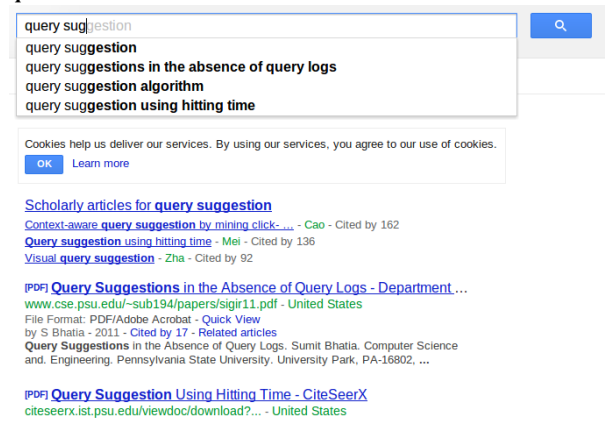 query suggestion
query suggestion
query suggestions in the absence of query logs
query suggestion algorithm
query suggestion using hitting time
Cookies help us deliver our services. By using our services, you agree to our use of cookies.
OK Learn more
Scholarly articles for query suggestion
Context-aware query suggestion by mining click- ... - Cao - Cited by 162
Query suggestion using hitting time - Mei - Cited by 136
Visual query suggestion - Zha - Cited by 92
[PDF] Query Suggestions in the Absence of Query Logs - Department ...
www.cse.psu.edu/~sub194/papers/sigir11.pdf - United States
File Format: PDF/Adobe Acrobat - Quick View
by S Bhatia - 2011 - Cited by 17 - Related articles
Query Suggestions in the Absence of Query Logs. Sumit Bhatia. Computer Science
and. Engineering. Pennsylvania State University. University Park, PA-16802, ...
[PDF] Query Suggestion Using Hitting Time - CiteSeerX
citeseerx.ist.psu.edu/viewdoc/download?... - United States